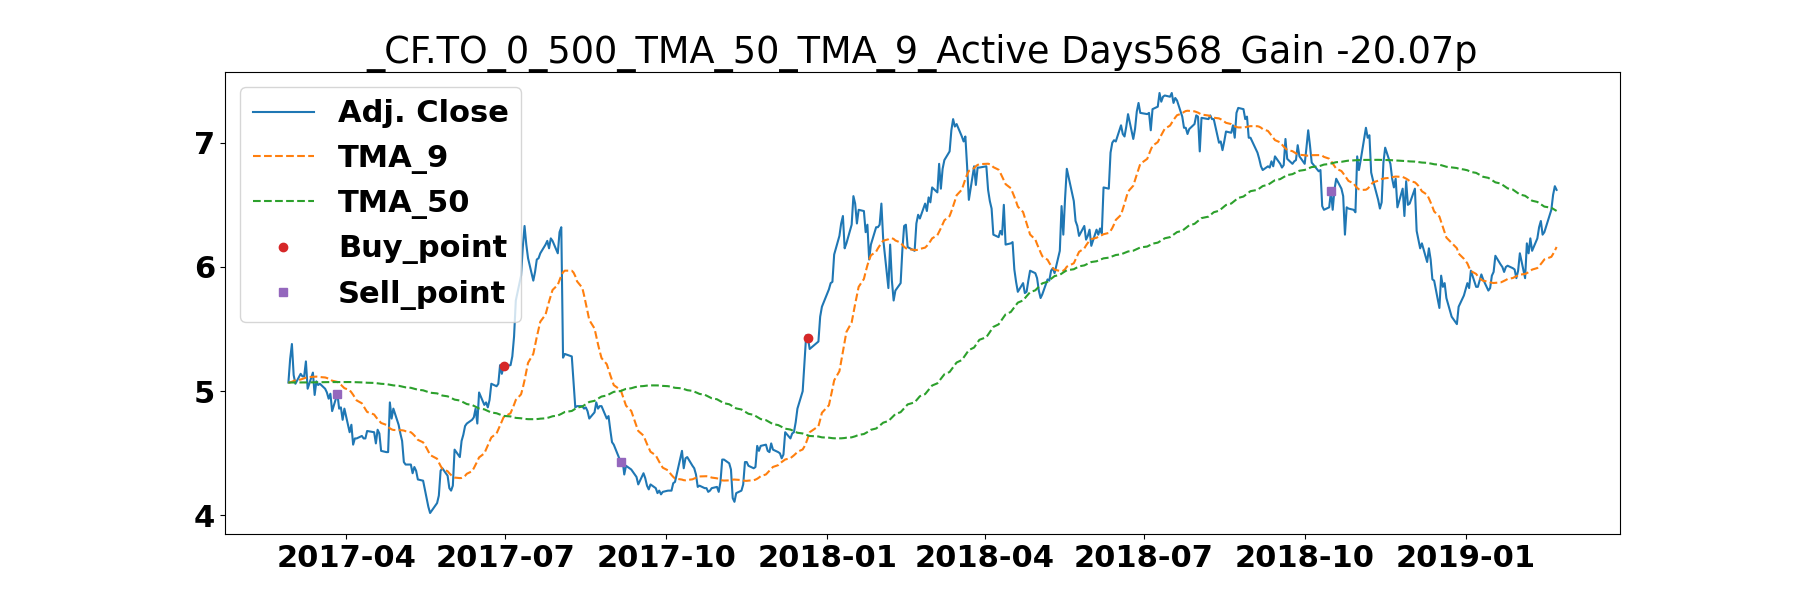 _CF.TO_0_500_TMA_50_TMA_9_Active Days568_Gain -20.07p
Adj. Close
TMA_9
TMA_50
Buy_point
Sell_point
7
6
5
4
2017-04 2017-07 2017-10 2018-01 2018-04 2018-07 2018-10 2019-01